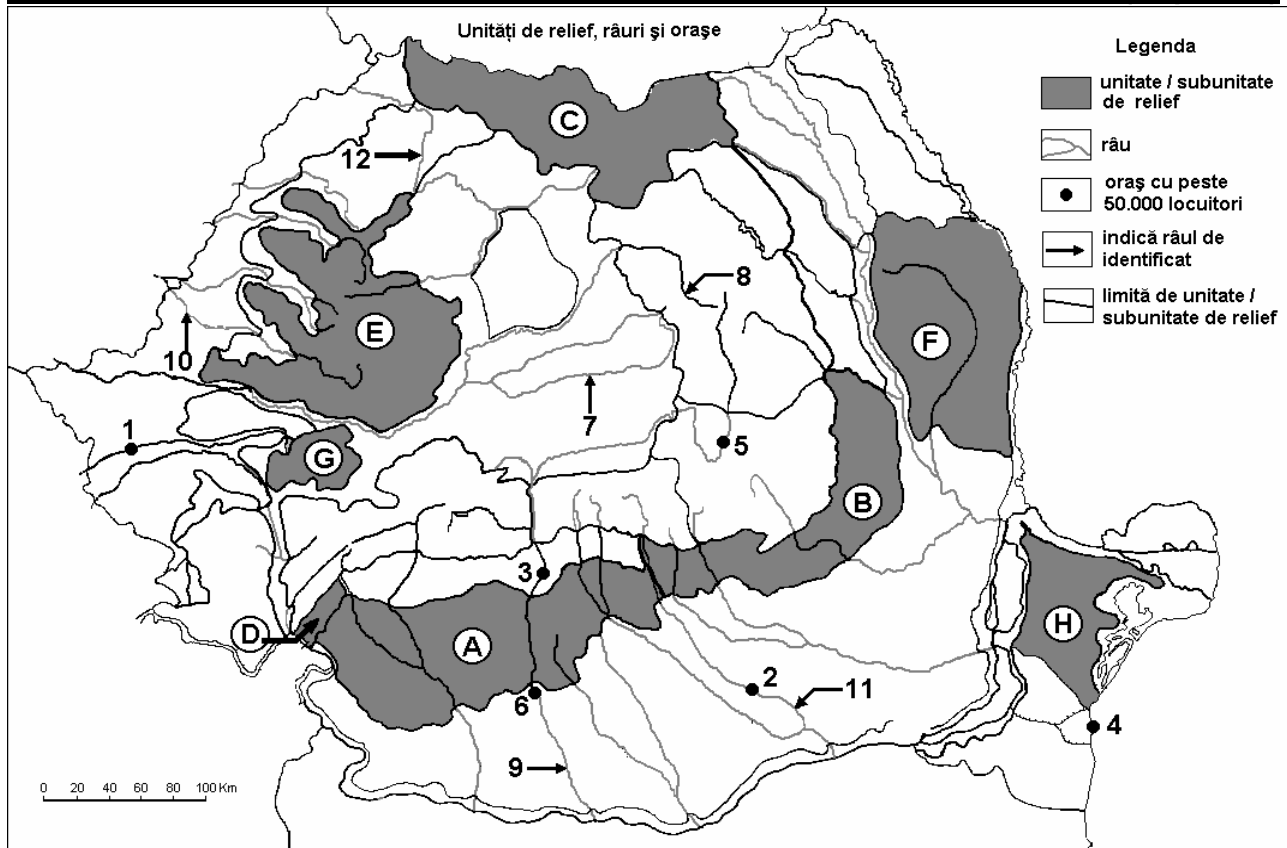 Unități de relief, râuri și orașe
Legenda
unitate / subunitate
de relief
râu
oraș cu peste
50.000 locuitori
indică râul de
identificat
limită de unitate /
subunitate de relief
C
12
8
E
F
10
7
1
G
5
B
3
D
A
H
2
11
6
4
9
0 20 40 60 80 100 Km